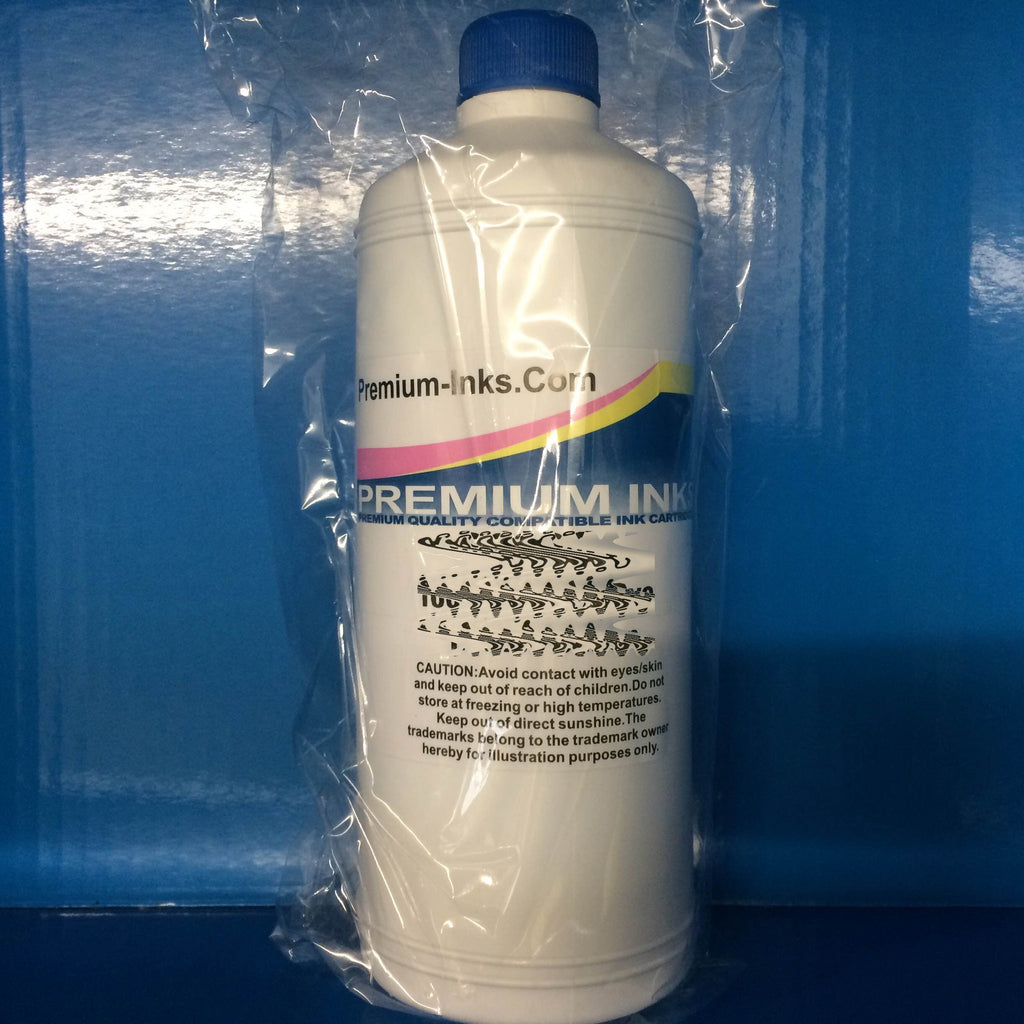 Premium-Inks.Com
PREMIUM INKS
PREMIUM QUALITY COMPATIBLE INK
CAUTION:Avoid contact with eyes/skin
and keep out of reach of children.Do not
store at freezing or high temperatures.
Keep out of direct sunshine.The
trademarks belong to the trademark owner
hereby for illustration purposes only.